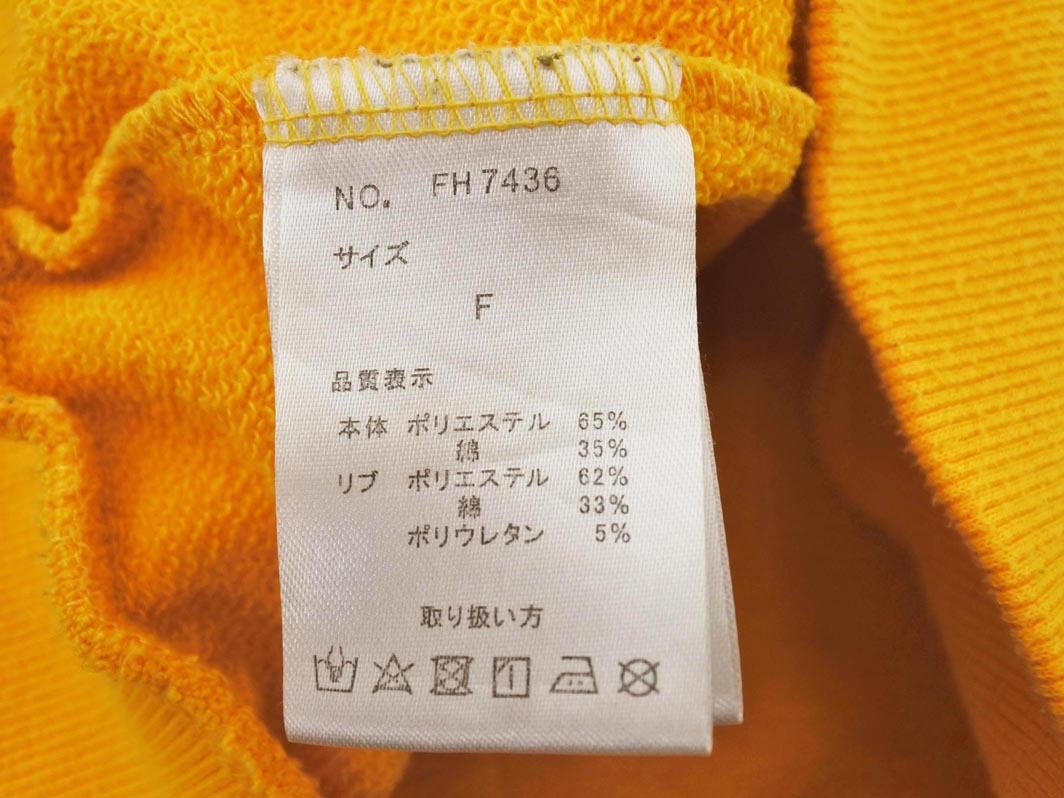 NO. FH7436
サイズ
F
品質表示
本体 ポリエステル 65%
綿 35%
リブ ポリエステル 62%
綿 33%
ポリウレタン 5%
取り扱い方